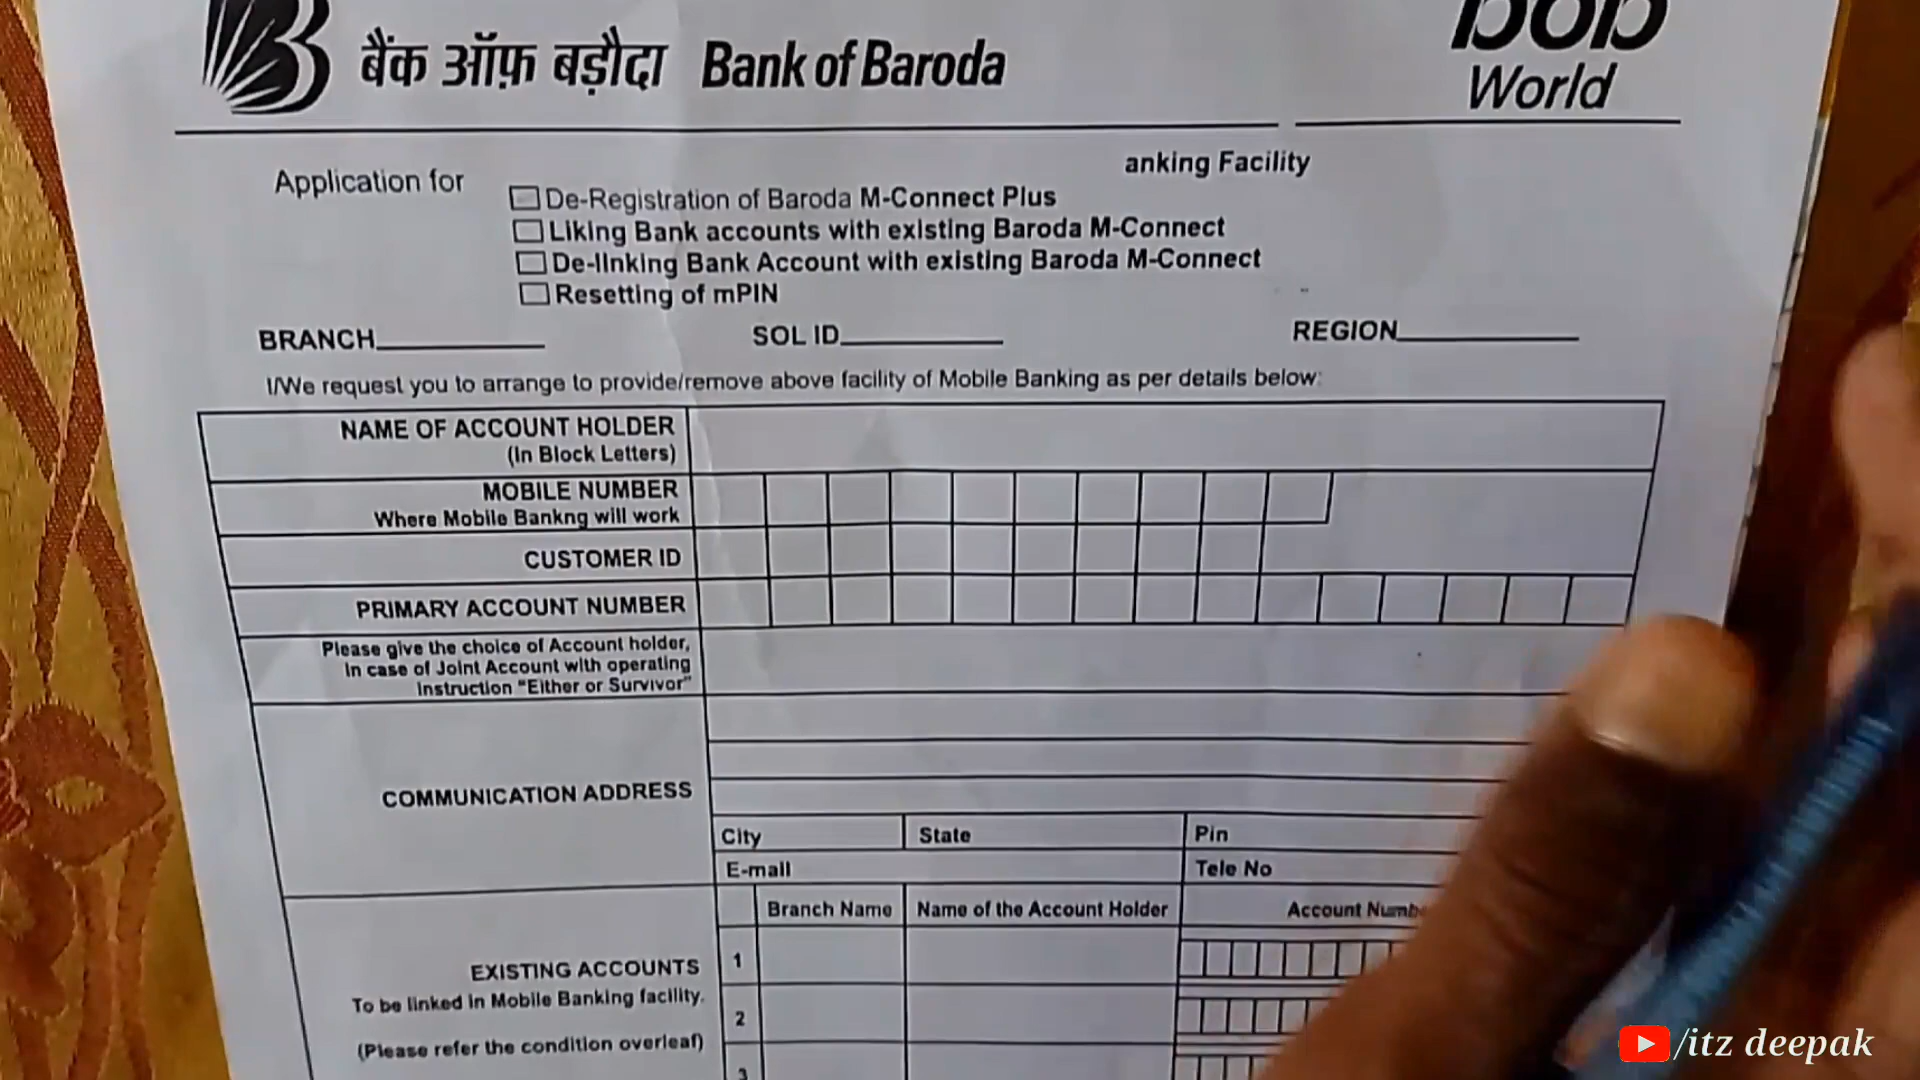 बैंक ऑफ़ बड़ौदा Bank of Baroda
bob
World
Application for
anking Facility
De-Registration of Baroda M-Connect Plus
Liking Bank accounts with existing Baroda M-Connect
De-linking Bank Account with existing Baroda M-Connect
Resetting of mPIN
BRANCH SOL ID REGION
I/We request you to arrange to provide/remove above facility of Mobile Banking as per details below:
NAME OF ACCOUNT HOLDER
(In Block Letters)
MOBILE NUMBER
Where Mobile Bankng will work
CUSTOMER ID
PRIMARY ACCOUNT NUMBER
Please give the choice of Account holder,
in case of Joint Account with operating
instruction "Either or Survivor"
COMMUNICATION ADDRESS
City State Pin
E-mail Tele No
Branch Name Name of the Account Holder Account Numb
EXISTING ACCOUNTS
To be linked in Mobile Banking facility.
(Please refer the condition overleaf)
1
2
3
/itz deepak